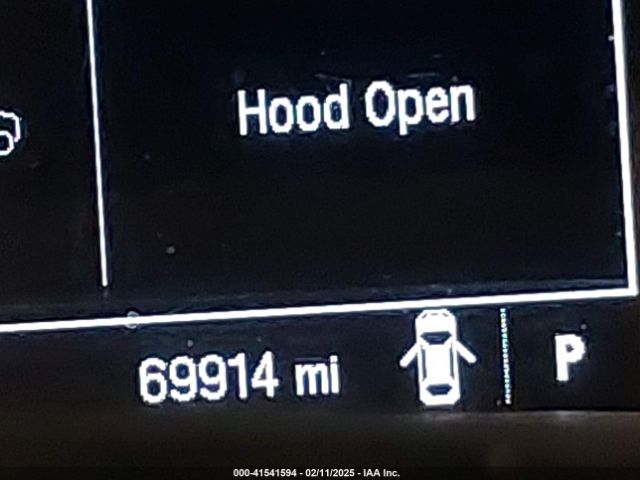 Hood Open
69914 mi
P
000-41541594 - 02/11/2025 - IAA Inc.